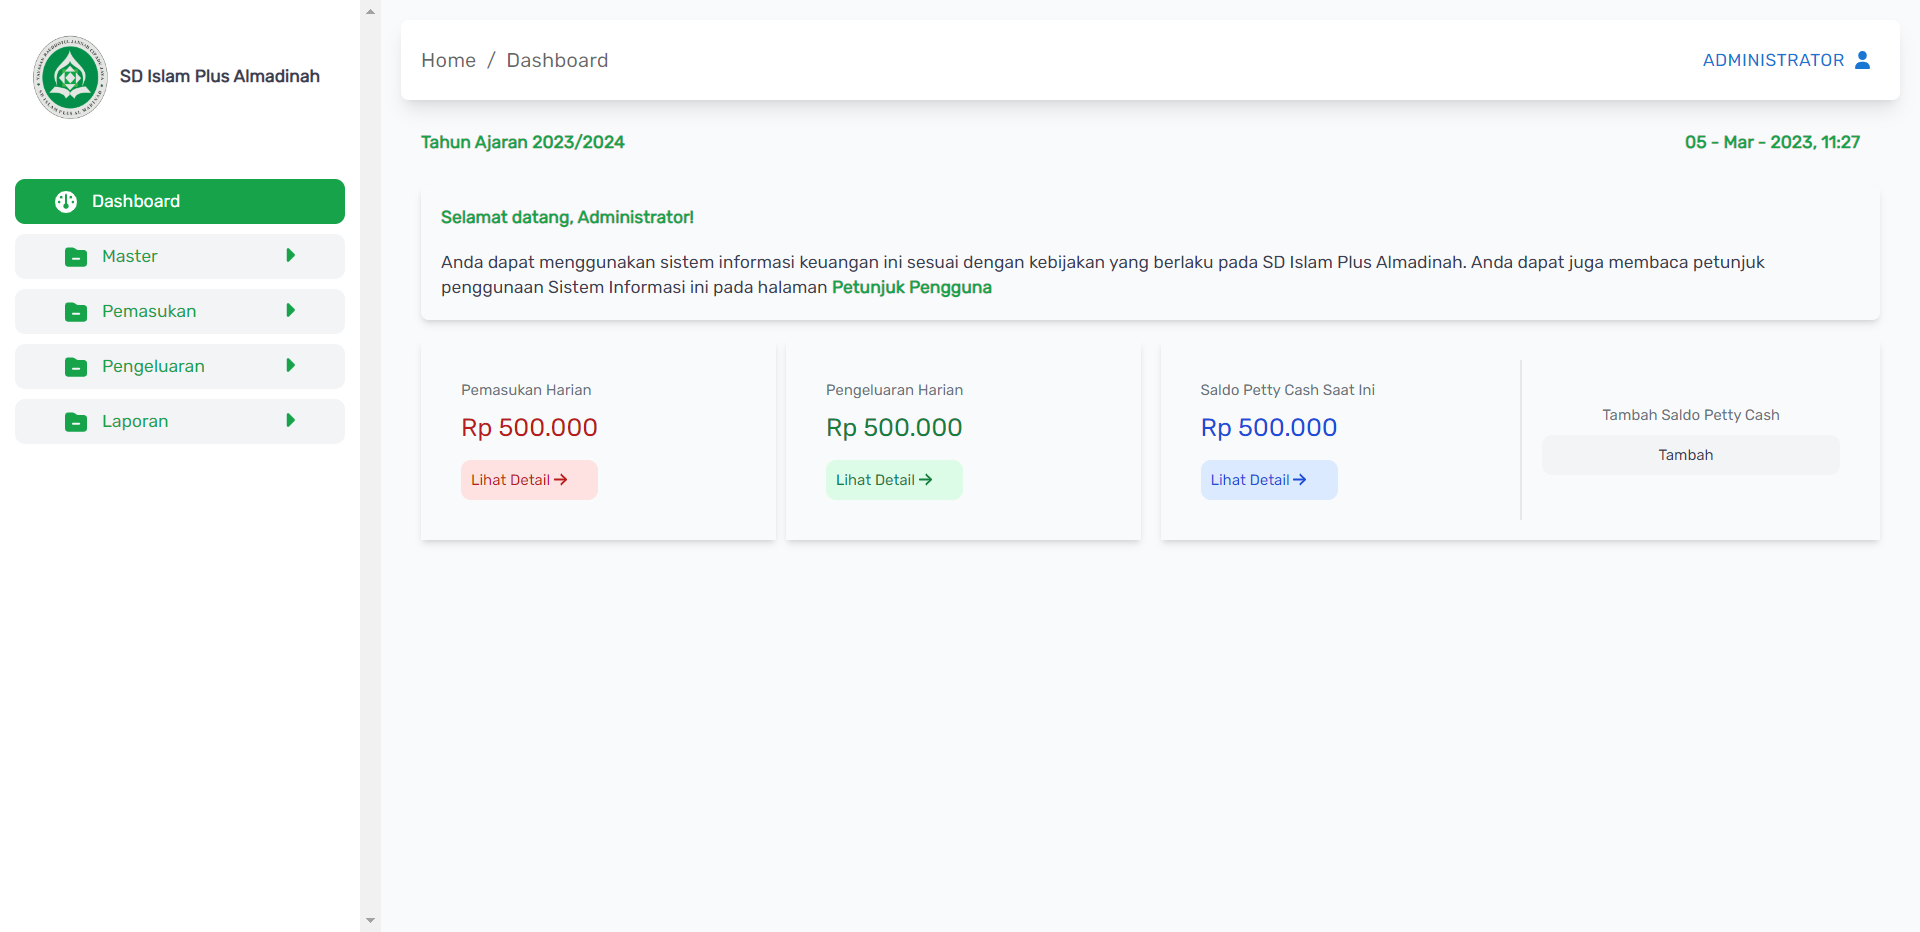 SD Islam Plus Almadinah
Dashboard
Master
Pemasukan
Pengeluaran
Laporan
Home / Dashboard
ADMINISTRATOR
Tahun Ajaran 2023/2024
05 - Mar - 2023, 11:27
Selamat datang, Administrator!
Anda dapat menggunakan sistem informasi keuangan ini sesuai dengan kebijakan yang berlaku pada SD Islam Plus Almadinah. Anda dapat juga membaca petunjuk
penggunaan Sistem Informasi ini pada halaman Petunjuk Pengguna
Pemasukan Harian
Rp 500.000
Lihat Detail
Pengeluaran Harian
Rp 500.000
Lihat Detail
Saldo Petty Cash Saat Ini
Rp 500.000
Lihat Detail
Tambah Saldo Petty Cash
Tambah